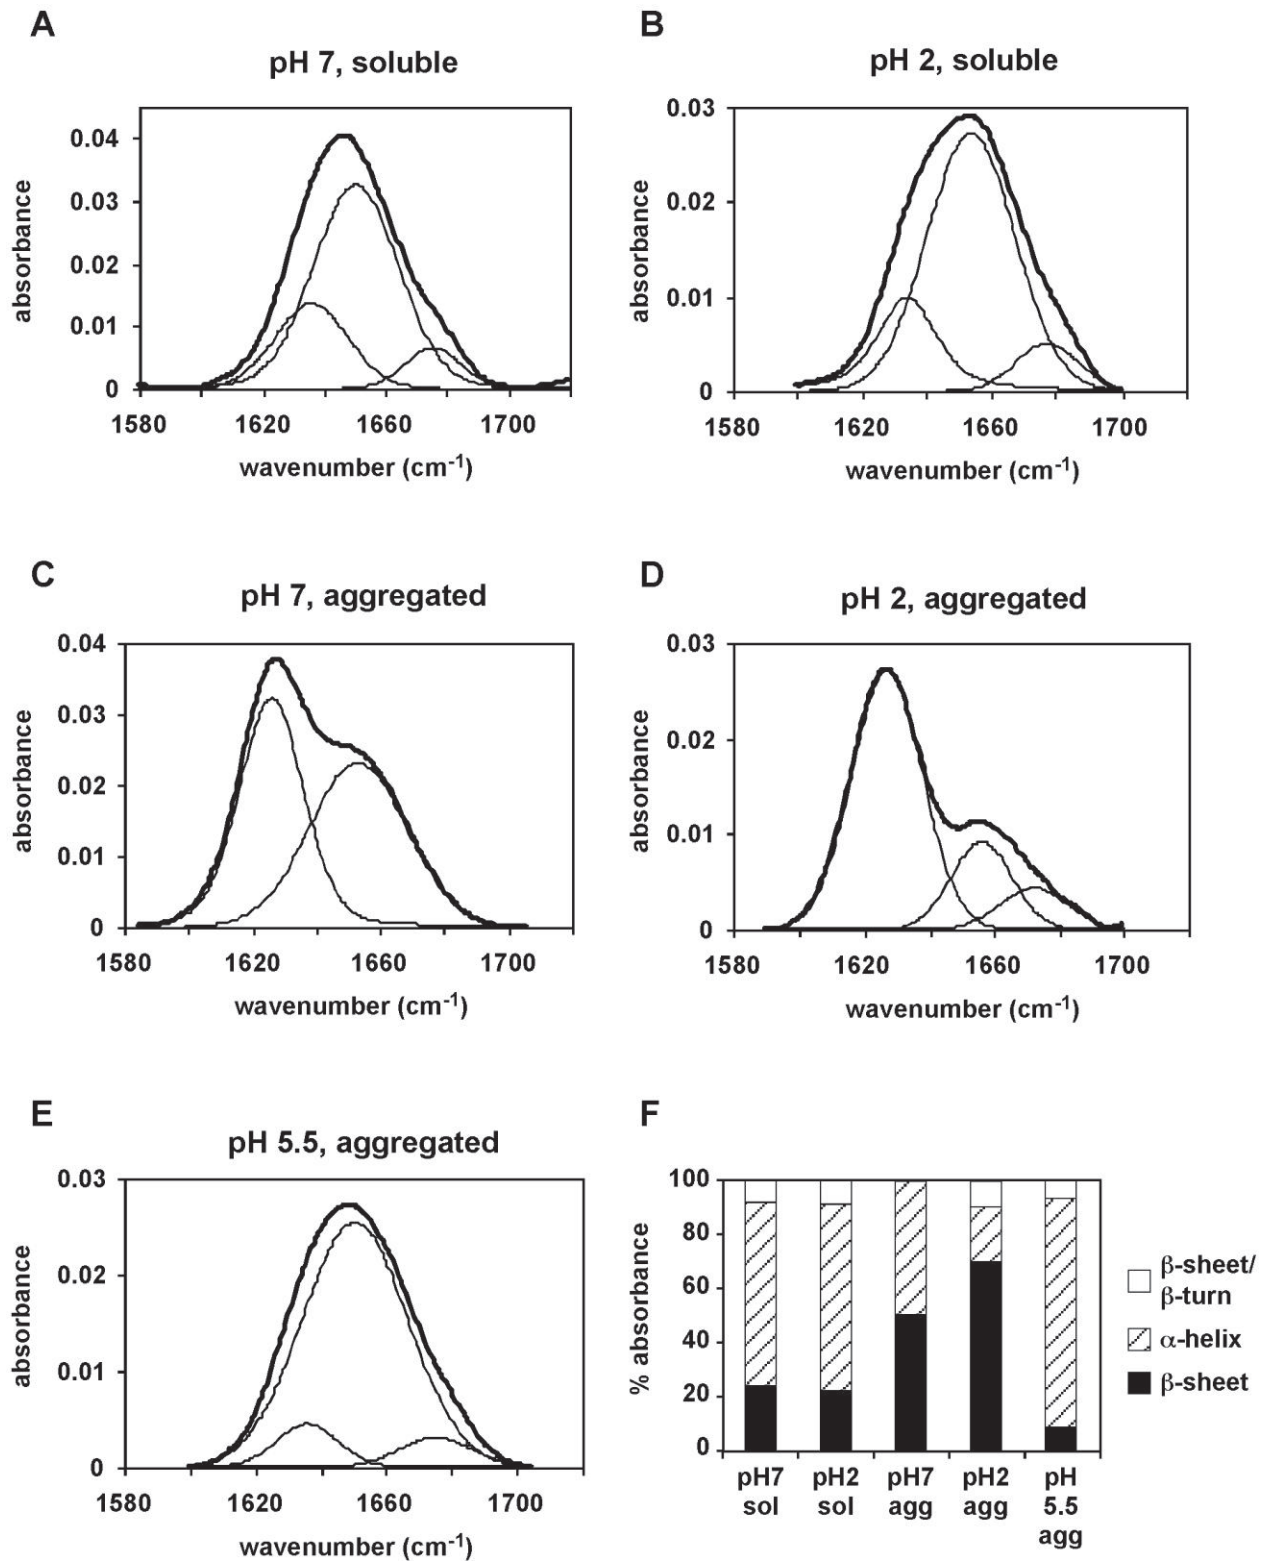 A
pH 7, soluble
absorbance
0.04
0.03
0.02
0.01
0
1580 1620 1660 1700
wavenumber (cm-1)
B
pH 2, soluble
absorbance
0.03
0.02
0.01
0
1580 1620 1660 1700
wavenumber (cm-1)
C
pH 7, aggregated
absorbance
0.04
0.03
0.02
0.01
0
1580 1620 1660 1700
wavenumber (cm-1)
D
pH 2, aggregated
absorbance
0.03
0.02
0.01
0
1580 1620 1660 1700
wavenumber (cm-1)
E
pH 5.5, aggregated
absorbance
0.03
0.02
0.01
0
1580 1620 1660 1700
wavenumber (cm-1)
F
% absorbance
100
80
60
40
20
0
pH7 pH2 pH7 pH2 pH
sol sol agg agg 5.5
agg
β-sheet/
β-turn
α-helix
β-sheet